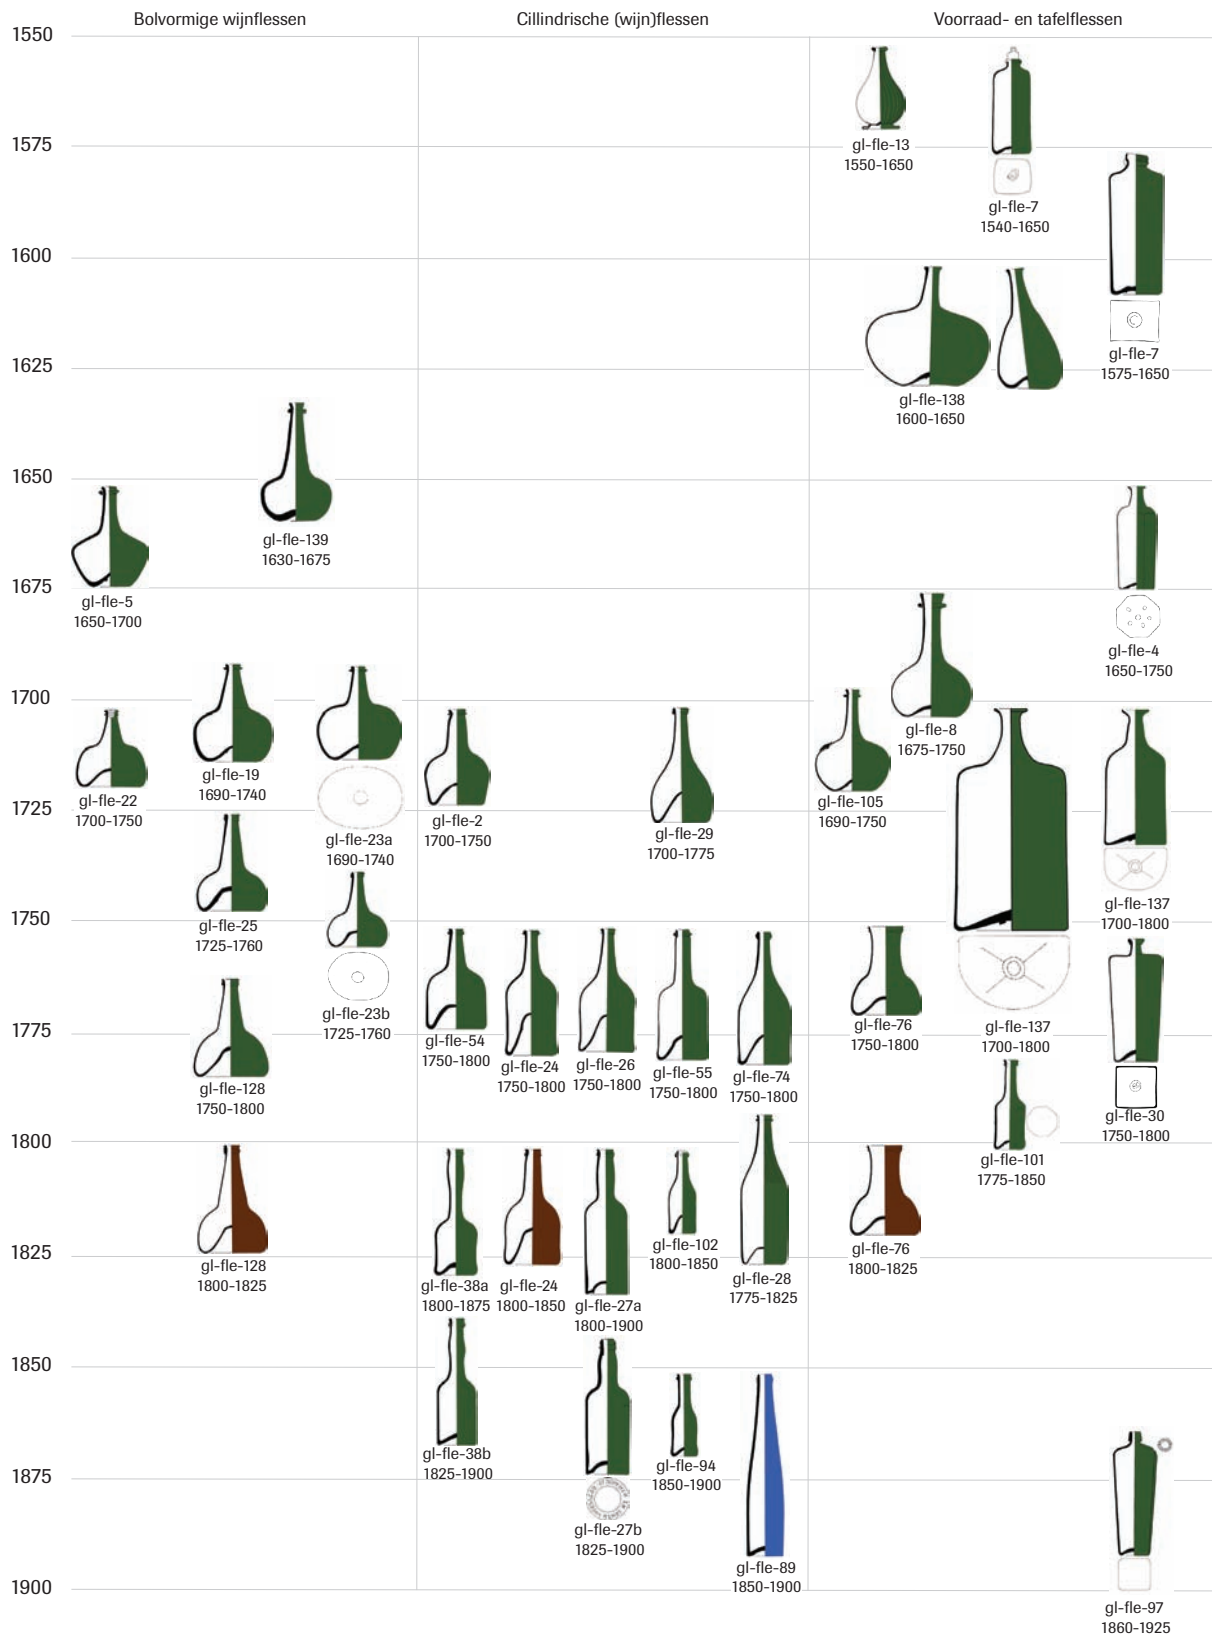 Bolvormige wijnflessen
Cillindrische (wijn)flessen
Voorraad- en tafelflessen
1550
gl-fle-13
1550-1650
gl-fle-7
1540-1650
1575
1600
gl-fle-7
1575-1650
1625
gl-fle-138
1600-1650
1650
gl-fle-139
1630-1675
1675
gl-fle-5
1650-1700
gl-fle-4
1650-1750
1700
gl-fle-22
1700-1750
gl-fle-19
1690-1740
gl-fle-23a
1690-1740
gl-fle-2
1700-1750
gl-fle-29
1700-1775
gl-fle-105
1690-1750
gl-fle-8
1675-1750
1725
gl-fle-25
1725-1760
gl-fle-137
1700-1800
1750
gl-fle-23b
1725-1760
gl-fle-54
1750-1800
gl-fle-24
1750-1800
gl-fle-26
1750-1800
gl-fle-55
1750-1800
gl-fle-74
1750-1800
gl-fle-76
1750-1800
gl-fle-137
1700-1800
1775
gl-fle-128
1750-1800
gl-fle-30
1750-1800
gl-fle-101
1775-1850
1800
gl-fle-128
1800-1825
gl-fle-38a
1800-1875
gl-fle-24
1800-1850
gl-fle-27a
1800-1900
gl-fle-102
1800-1850
gl-fle-28
1775-1825
gl-fle-76
1800-1825
1825
1850
gl-fle-38b
1825-1900
gl-fle-94
1850-1900
1875
gl-fle-27b
1825-1900
gl-fle-89
1850-1900
1900
gl-fle-97
1860-1925